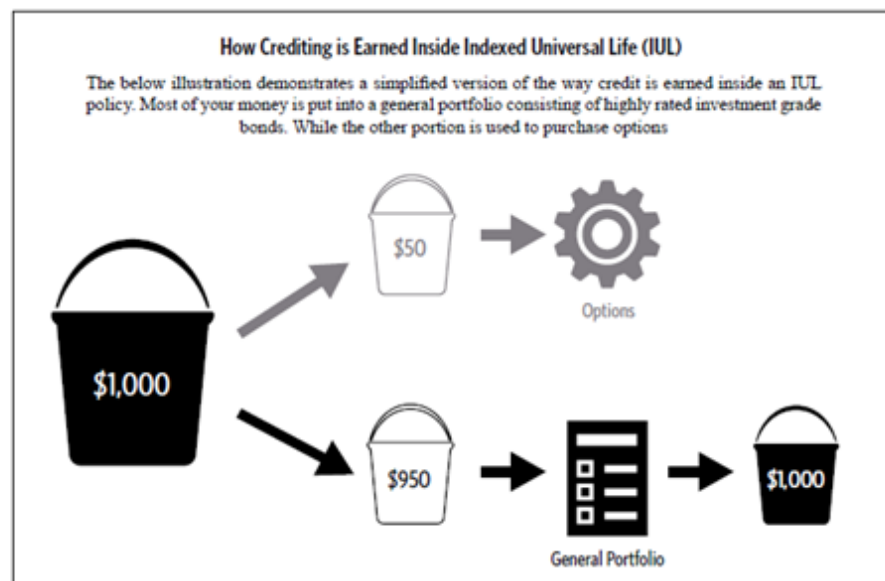 How Crediting is Earned Inside Indexed Universal Life (IUL)
The below illustration demonstrates a simplified version of the way credit is earned inside an IUL
policy. Most of your money is put into a general portfolio consisting of highly rated investment grade
bonds. While the other portion is used to purchase options
$50
Options
$1,000
$950
$1,000
General Portfolio